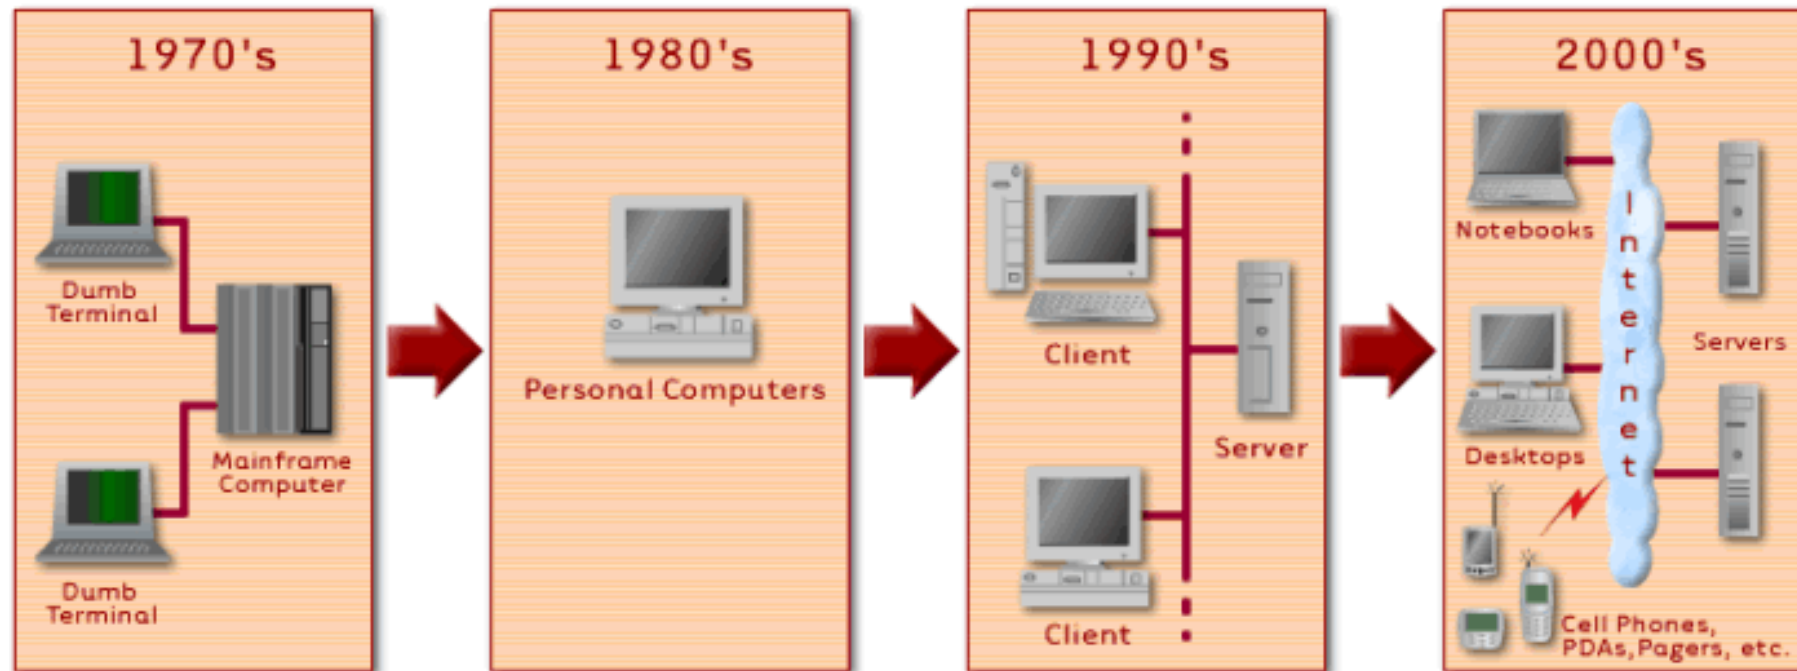 1970's
Dumb
Terminal
Mainframe
Computer
Dumb
Terminal
1980's
Personal Computers
1990's
Client
Server
Client
2000's
Notebooks
Internet
Servers
Desktops
Cell Phones,
PDAs,Pagers, etc.